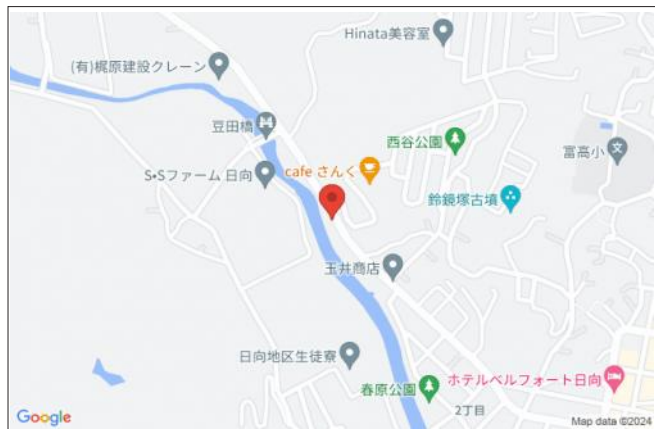 Hinata美容室
(有)梶原建設クレーン
豆田橋
西谷公園
富高小
文
cafe さんく
S•Sファーム 日向
鈴鏡塚古墳
玉井商店
日向地区生徒寮
ホテルベルフォート日向
春原公園
2丁目
Google
Map data ©2024